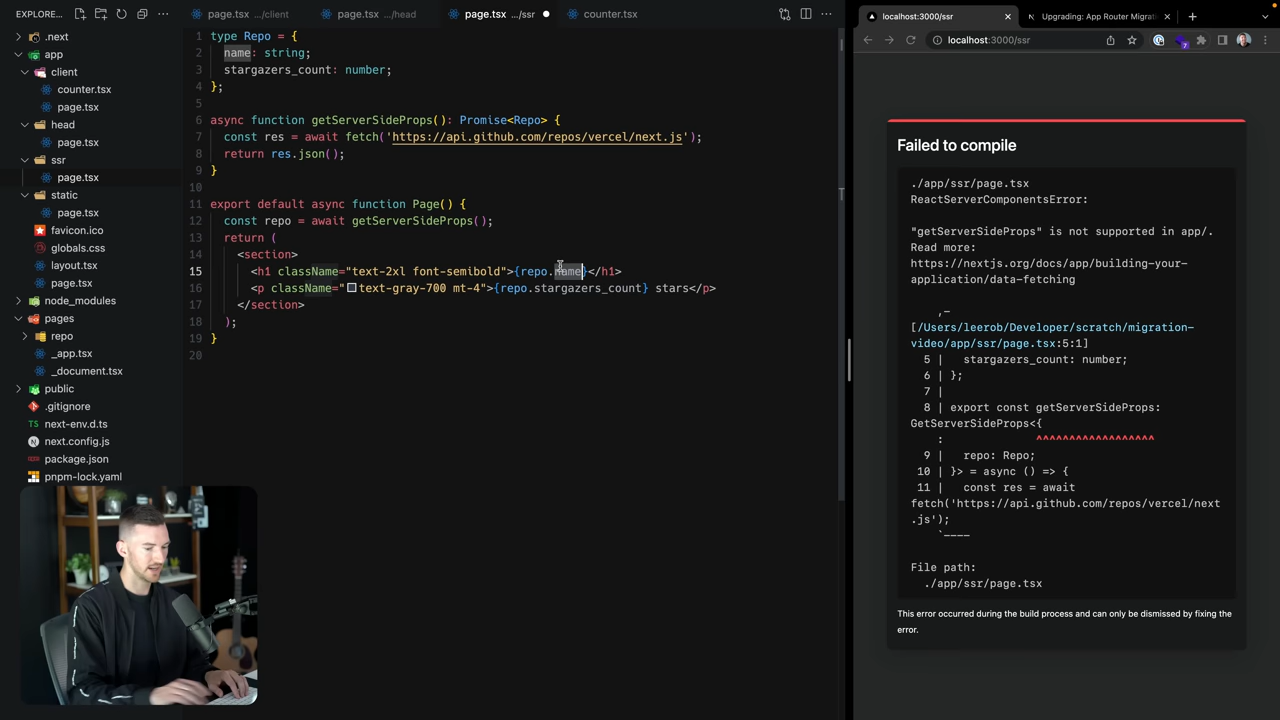 EXPLORE...
page.tsx .../client
page.tsx .../head
page.tsx .../ssr
counter.tsx
.next
app
client
counter.tsx
page.tsx
head
page.tsx
ssr
page.tsx
static
page.tsx
favicon.ico
globals.css
layout.tsx
page.tsx
node_modules
pages
repo
_app.tsx
_document.tsx
public
.gitignore
TS next-env.d.ts
next.config.js
package.json
pnpm-lock.yaml
1 type Repo = {
2 name: string;
3 stargazers_count: number;
4 };
5
6 async function getServerSideProps(): Promise<Repo> {
7 const res = await fetch('https://api.github.com/repos/vercel/next.js');
8 return res.json();
9 }
10
11 export default async function Page() {
12 const repo = await getServerSideProps();
13 return (
14 <section>
15 <h1 className="text-2xl font-semibold">{repo.name}</h1>
16 <p className="text-gray-700 mt-4">{repo.stargazers_count} stars</p>
17 </section>
18 );
19 }
20
localhost:3000/ssr
Upgrading: App Router Migrati
localhost:3000/ssr
7
Failed to compile
./app/ssr/page.tsx
ReactServerComponentsError:
"getServerSideProps" is not supported in app/.
Read more:
https://nextjs.org/docs/app/building-your-
application/data-fetching
,-
[/Users/leerob/Developer/scratch/migration-
video/app/ssr/page.tsx:5:1]
5 | stargazers_count: number;
6 | };
7 |
8 | export const getServerSideProps:
GetServerSideProps<{
: ^^^^^^^^^^^^^^^^^^
9 | repo: Repo;
10 | }> = async () => {
11 | const res = await
fetch('https://api.github.com/repos/vercel/next
.js');
`----
File path:
./app/ssr/page.tsx
This error occurred during the build process and can only be dismissed by fixing the
error.